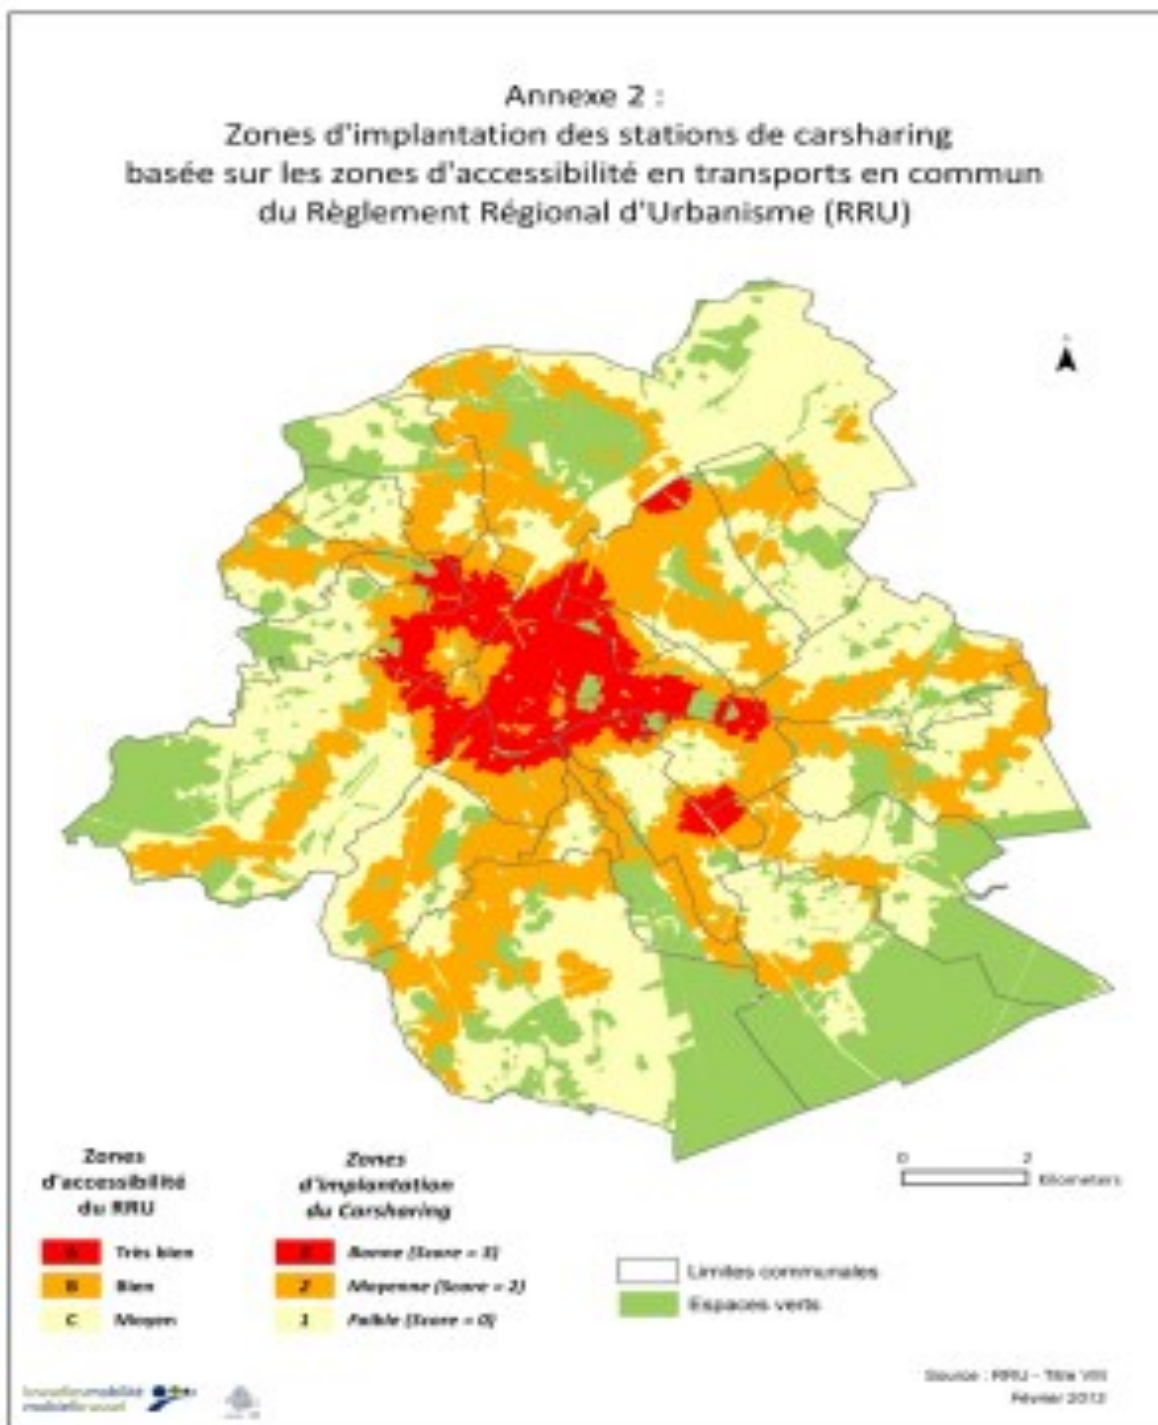 Annexe 2 :
Zones d'implantation des stations de carsharing
basée sur les zones d'accessibilité en transports en commun
du Règlement Régional d'Urbanisme (RRU)
Zones
d'accessibilité
du RRU
A Très bien
B Bien
C Moyen
Zones
d'implantation
du Carsharing
Bonne (Score = 3)
2 Moyenne (Score = 2)
1 Faible (Score = 0)
Limites communales
Espaces verts
0 2
Kilometers
Source : RRU - Titre VIII
Février 2013
bruxellesmobilité
mobielbrussel